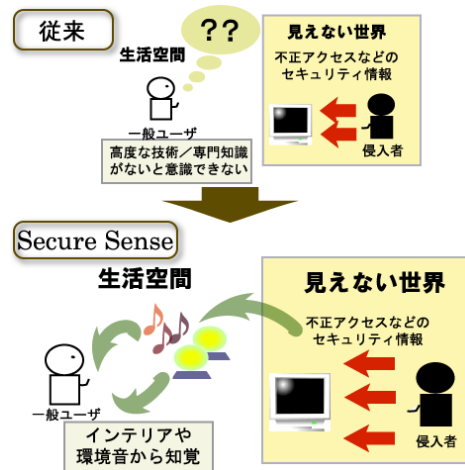 従来
??
生活空間
一般ユーザ
高度な技術／専門知識
がないと意識できない
見えない世界
不正アクセスなどの
セキュリティ情報
侵入者
Secure Sense
生活空間
一般ユーザ
インテリアや
環境音から知覚
見えない世界
不正アクセスなどの
セキュリティ情報
侵入者